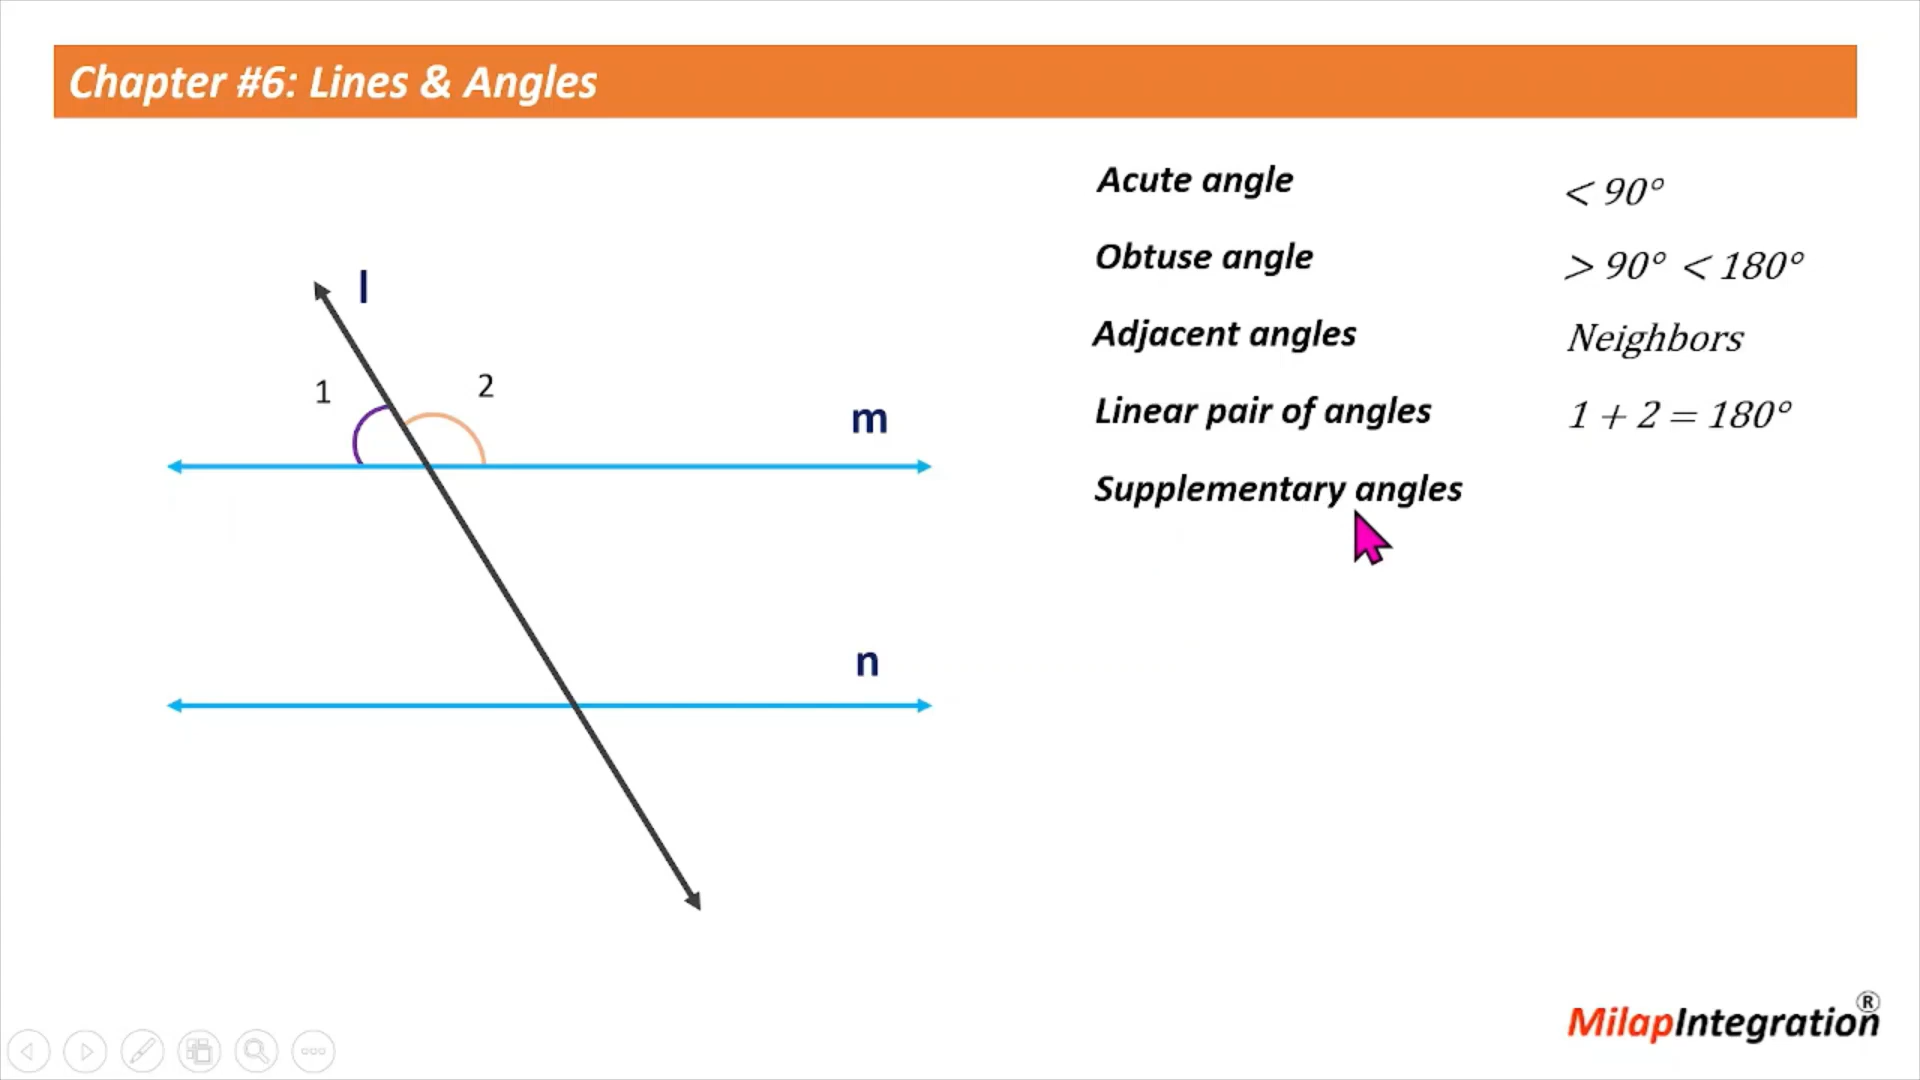 Chapter #6: Lines & Angles
Acute angle < 90°
Obtuse angle > 90° < 180°
Adjacent angles Neighbors
Linear pair of angles 1 + 2 = 180°
Supplementary angles
l
1
2
m
n
MilapIntegration®